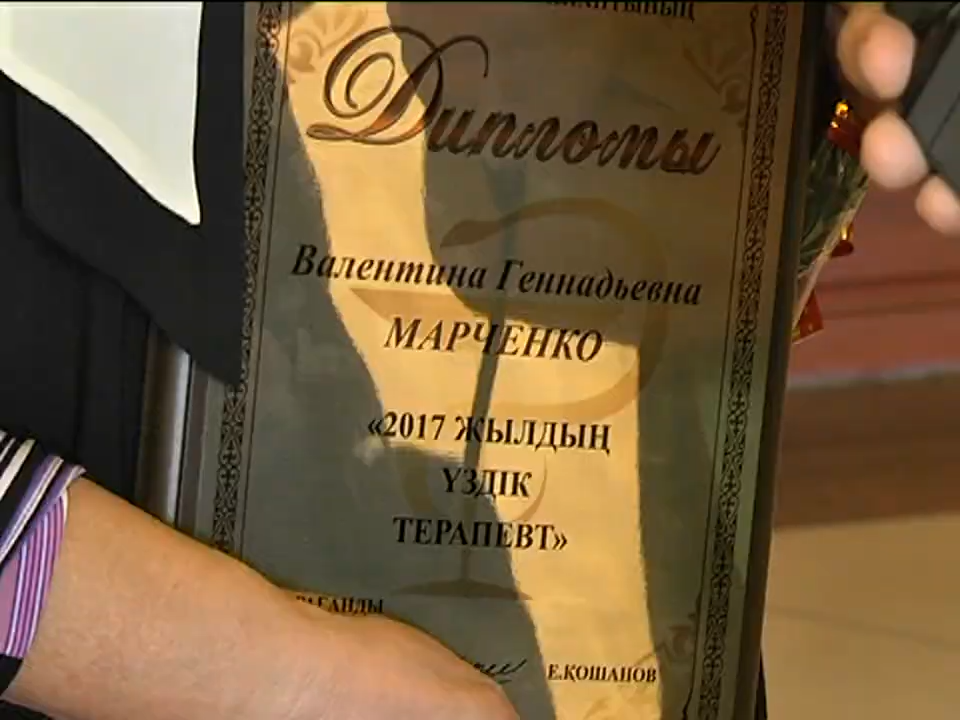 Дипломы
Валентина Геннадьевна
МАРЧЕНКО
«2017 ЖЫЛДЫҢ
ҮЗДІК
ТЕРАПЕВТ»
Е.ҚОШАНОВ